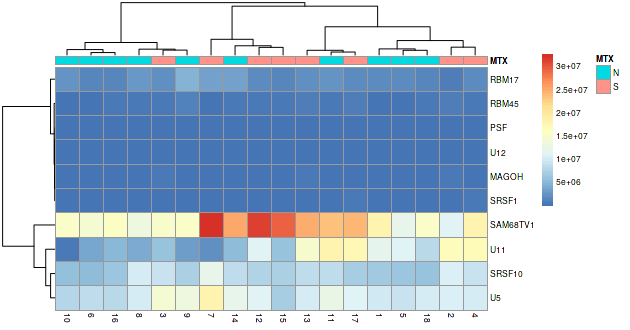 MTX
RBM17
RBM45
PSF
U12
MAGOH
SRSF1
SAM68TV1
U11
SRSF10
U5
10 6 16 8 3 9 7 14 12 15 13 11 17 1 5 18 2 4
3e+07
2.5e+07
2e+07
1.5e+07
1e+07
5e+06
MTX
N
S